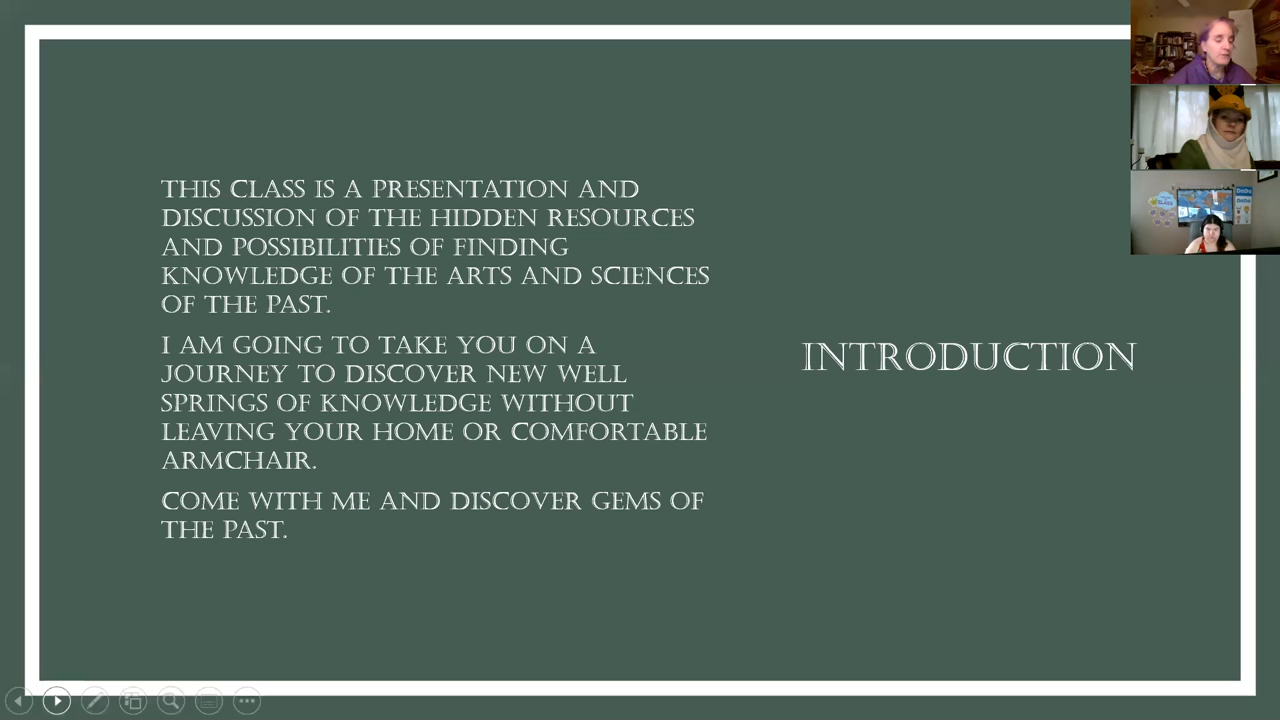 THIS CLASS IS A PRESENTATION AND
DISCUSSION OF THE HIDDEN RESOURCES
AND POSSIBILITIES OF FINDING
KNOWLEDGE OF THE ARTS AND SCIENCES
OF THE PAST.
I AM GOING TO TAKE YOU ON A
JOURNEY TO DISCOVER NEW WELL
SPRINGS OF KNOWLEDGE WITHOUT
LEAVING YOUR HOME OR COMFORTABLE
ARMCHAIR.
COME WITH ME AND DISCOVER GEMS OF
THE PAST.
INTRODUCTION